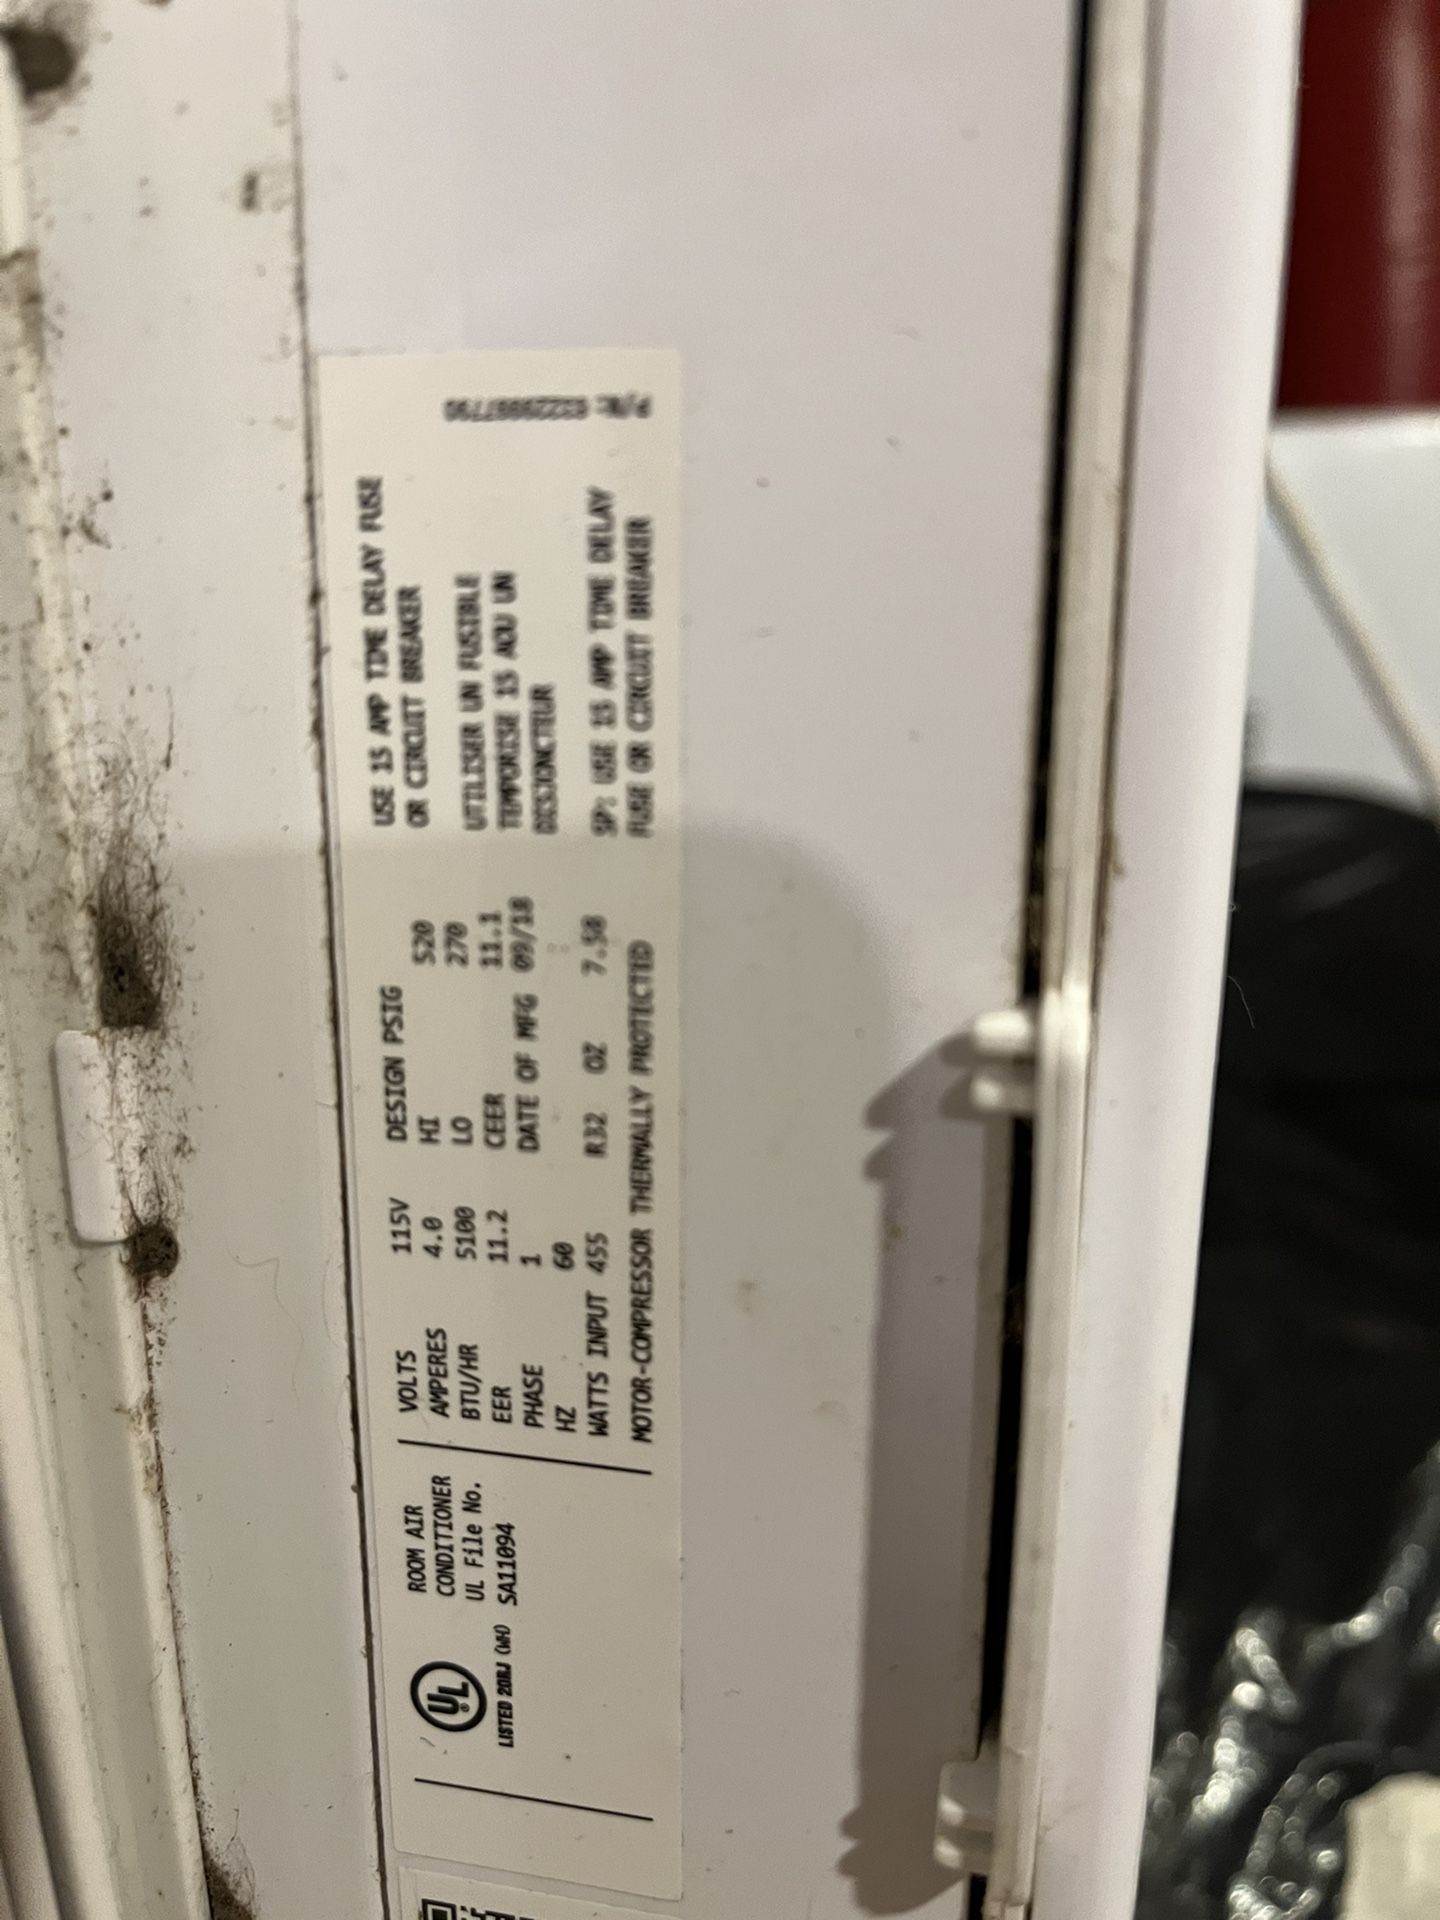 UL
LISTED 20BJ (WH)
ROOM AIR
CONDITIONER
UL File No.
SA11094
VOLTS 115V
AMPERES 4.0
BTU/HR 5100
EER 11.2
PHASE 1
HZ 60
WATTS INPUT 455
DESIGN PSIG
HI 520
LO 270
CEER 11.1
DATE OF MFG 09/18
R32 OZ 7.58
MOTOR-COMPRESSOR THERMALLY PROTECTED
USE 15 AMP TIME DELAY FUSE
OR CIRCUIT BREAKER
UTILISER UN FUSIBLE
TEMPORISE 15 AOU UN
DISJONCTEUR
SP: USE 15 AMP TIME DELAY
FUSE OR CIRCUIT BREAKER
P/N: